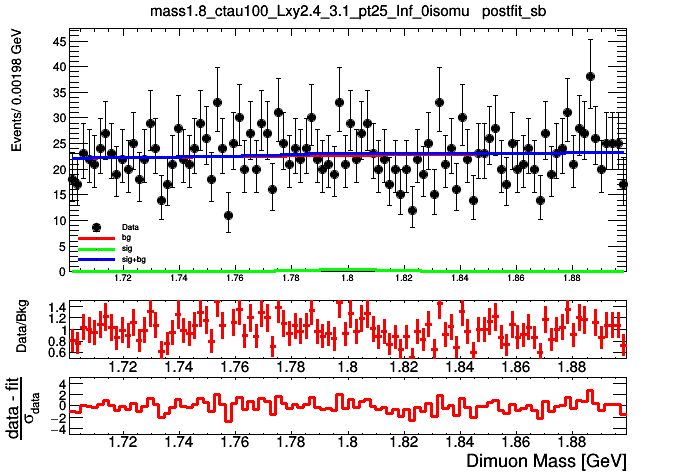 mass1.8_ctau100_Lxy2.4_3.1_pt25_Inf_0isomu postfit_sb
Events/ 0.00198 GeV
45
40
35
30
25
20
15
10
5
0
Data
bg
sig
sig+bg
1.72 1.74 1.76 1.78 1.8 1.82 1.84 1.86 1.88
Data/Bkg
1.4
1.2
1
0.8
0.6
1.72 1.74 1.76 1.78 1.8 1.82 1.84 1.86 1.88
data - fit
σdata
4
2
0
−2
−4
1.72 1.74 1.76 1.78 1.8 1.82 1.84 1.86 1.88
Dimuon Mass [GeV]